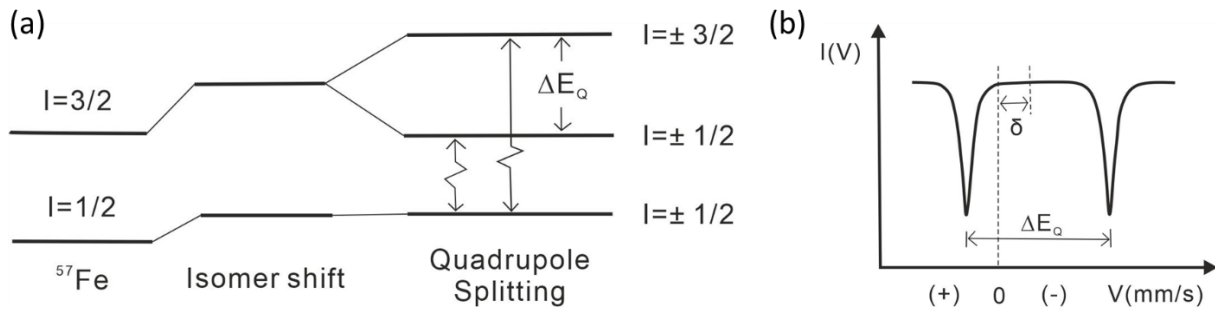 (a)
I=3/2
I=1/2
⁵⁷Fe
Isomer shift
Quadrupole
Splitting
ΔE_Q
I=± 3/2
I=± 1/2
I=± 1/2
(b)
I(V)
δ
ΔE_Q
(+) 0 (-) V(mm/s)